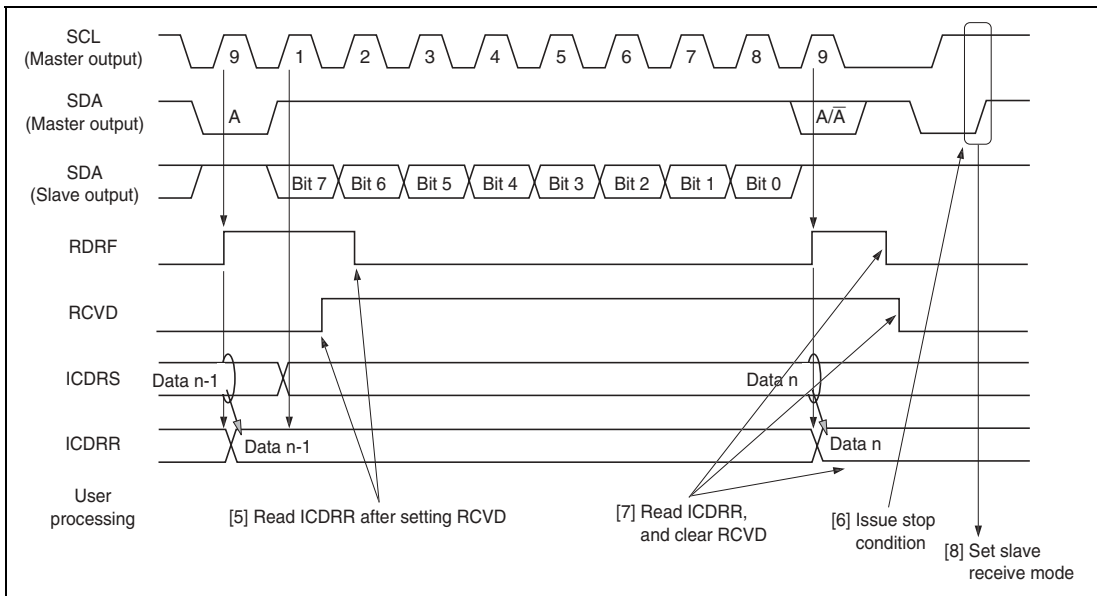 SCL
(Master output)
9 1 2 3 4 5 6 7 8 9
SDA
(Master output)
A A/A̅
SDA
(Slave output)
Bit 7 Bit 6 Bit 5 Bit 4 Bit 3 Bit 2 Bit 1 Bit 0
RDRF
RCVD
ICDRS
Data n-1 Data n
ICDRR
Data n-1 Data n
User
processing
[5] Read ICDRR after setting RCVD
[7] Read ICDRR,
and clear RCVD
[6] Issue stop
condition
[8] Set slave
receive mode